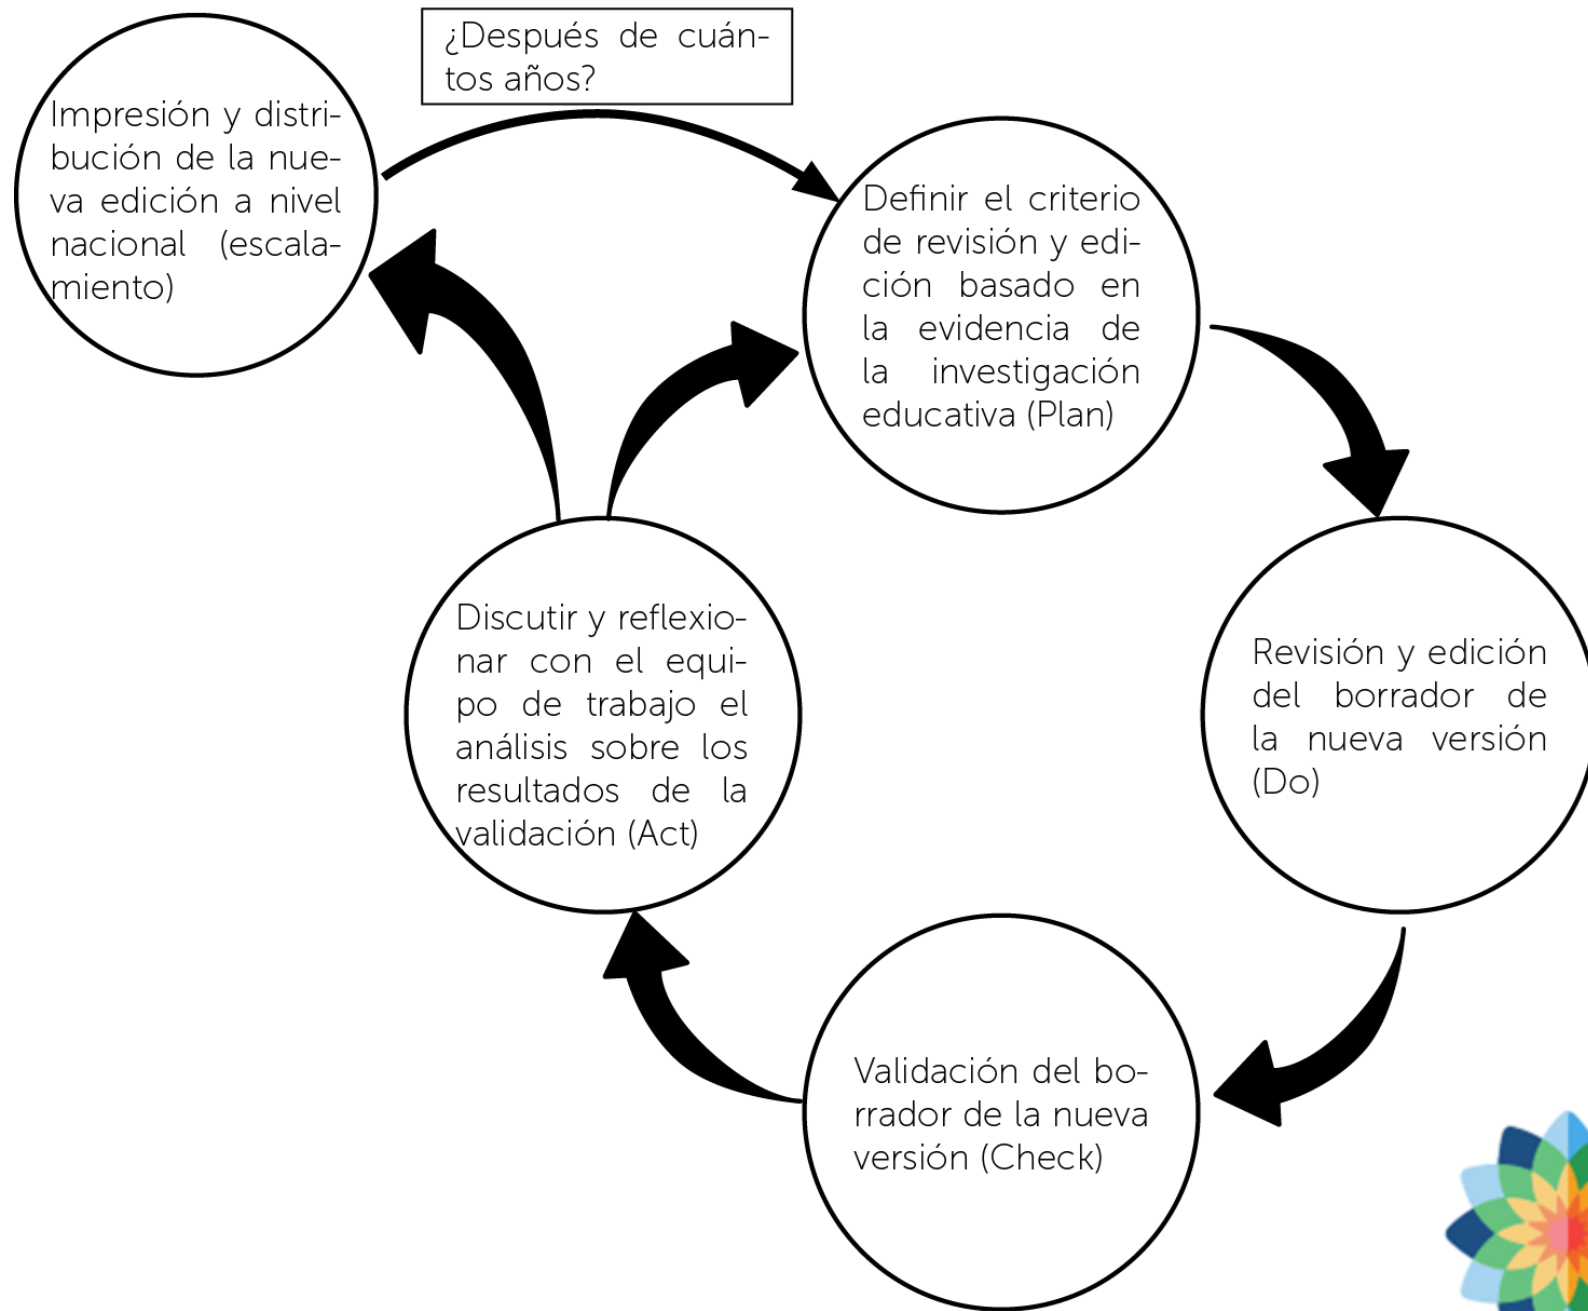 ¿Después de cuán-
tos años?
Impresión y distri-
bución de la nue-
va edición a nivel
nacional (escala-
miento)
Definir el criterio
de revisión y edi-
ción basado en
la evidencia de
la investigación
educativa (Plan)
Revisión y edición
del borrador de
la nueva versión
(Do)
Validación del bo-
rrador de la nueva
versión (Check)
Discutir y reflexio-
nar con el equi-
po de trabajo el
análisis sobre los
resultados de la
validación (Act)